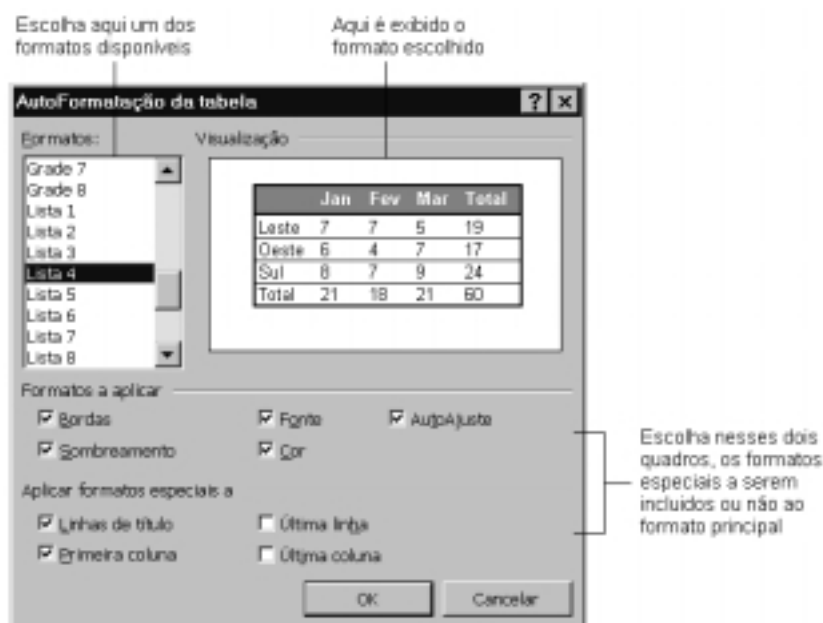 Escolha aqui um dos
formatos disponíveis
Aqui é exibido o
formato escolhido
AutoFormatação da tabela
Formatos:
Visualização
Grade 7
Grade 8
Lista 1
Lista 2
Lista 3
Lista 4
Lista 5
Lista 6
Lista 7
Lista 8
Jan Fev Mar Total
Leste 7 7 5 19
Oeste 6 4 7 17
Sul 8 7 9 24
Total 21 18 21 60
Formatos a aplicar
Bordas Fonte AutoAjuste
Sombreamento Cor
Aplicar formatos especiais a
Linhas de título Última linha
Primeira coluna Última coluna
OK Cancelar
Escolha nesses dois
quadros, os formatos
especiais a serem
incluidos ou não ao
formato principal